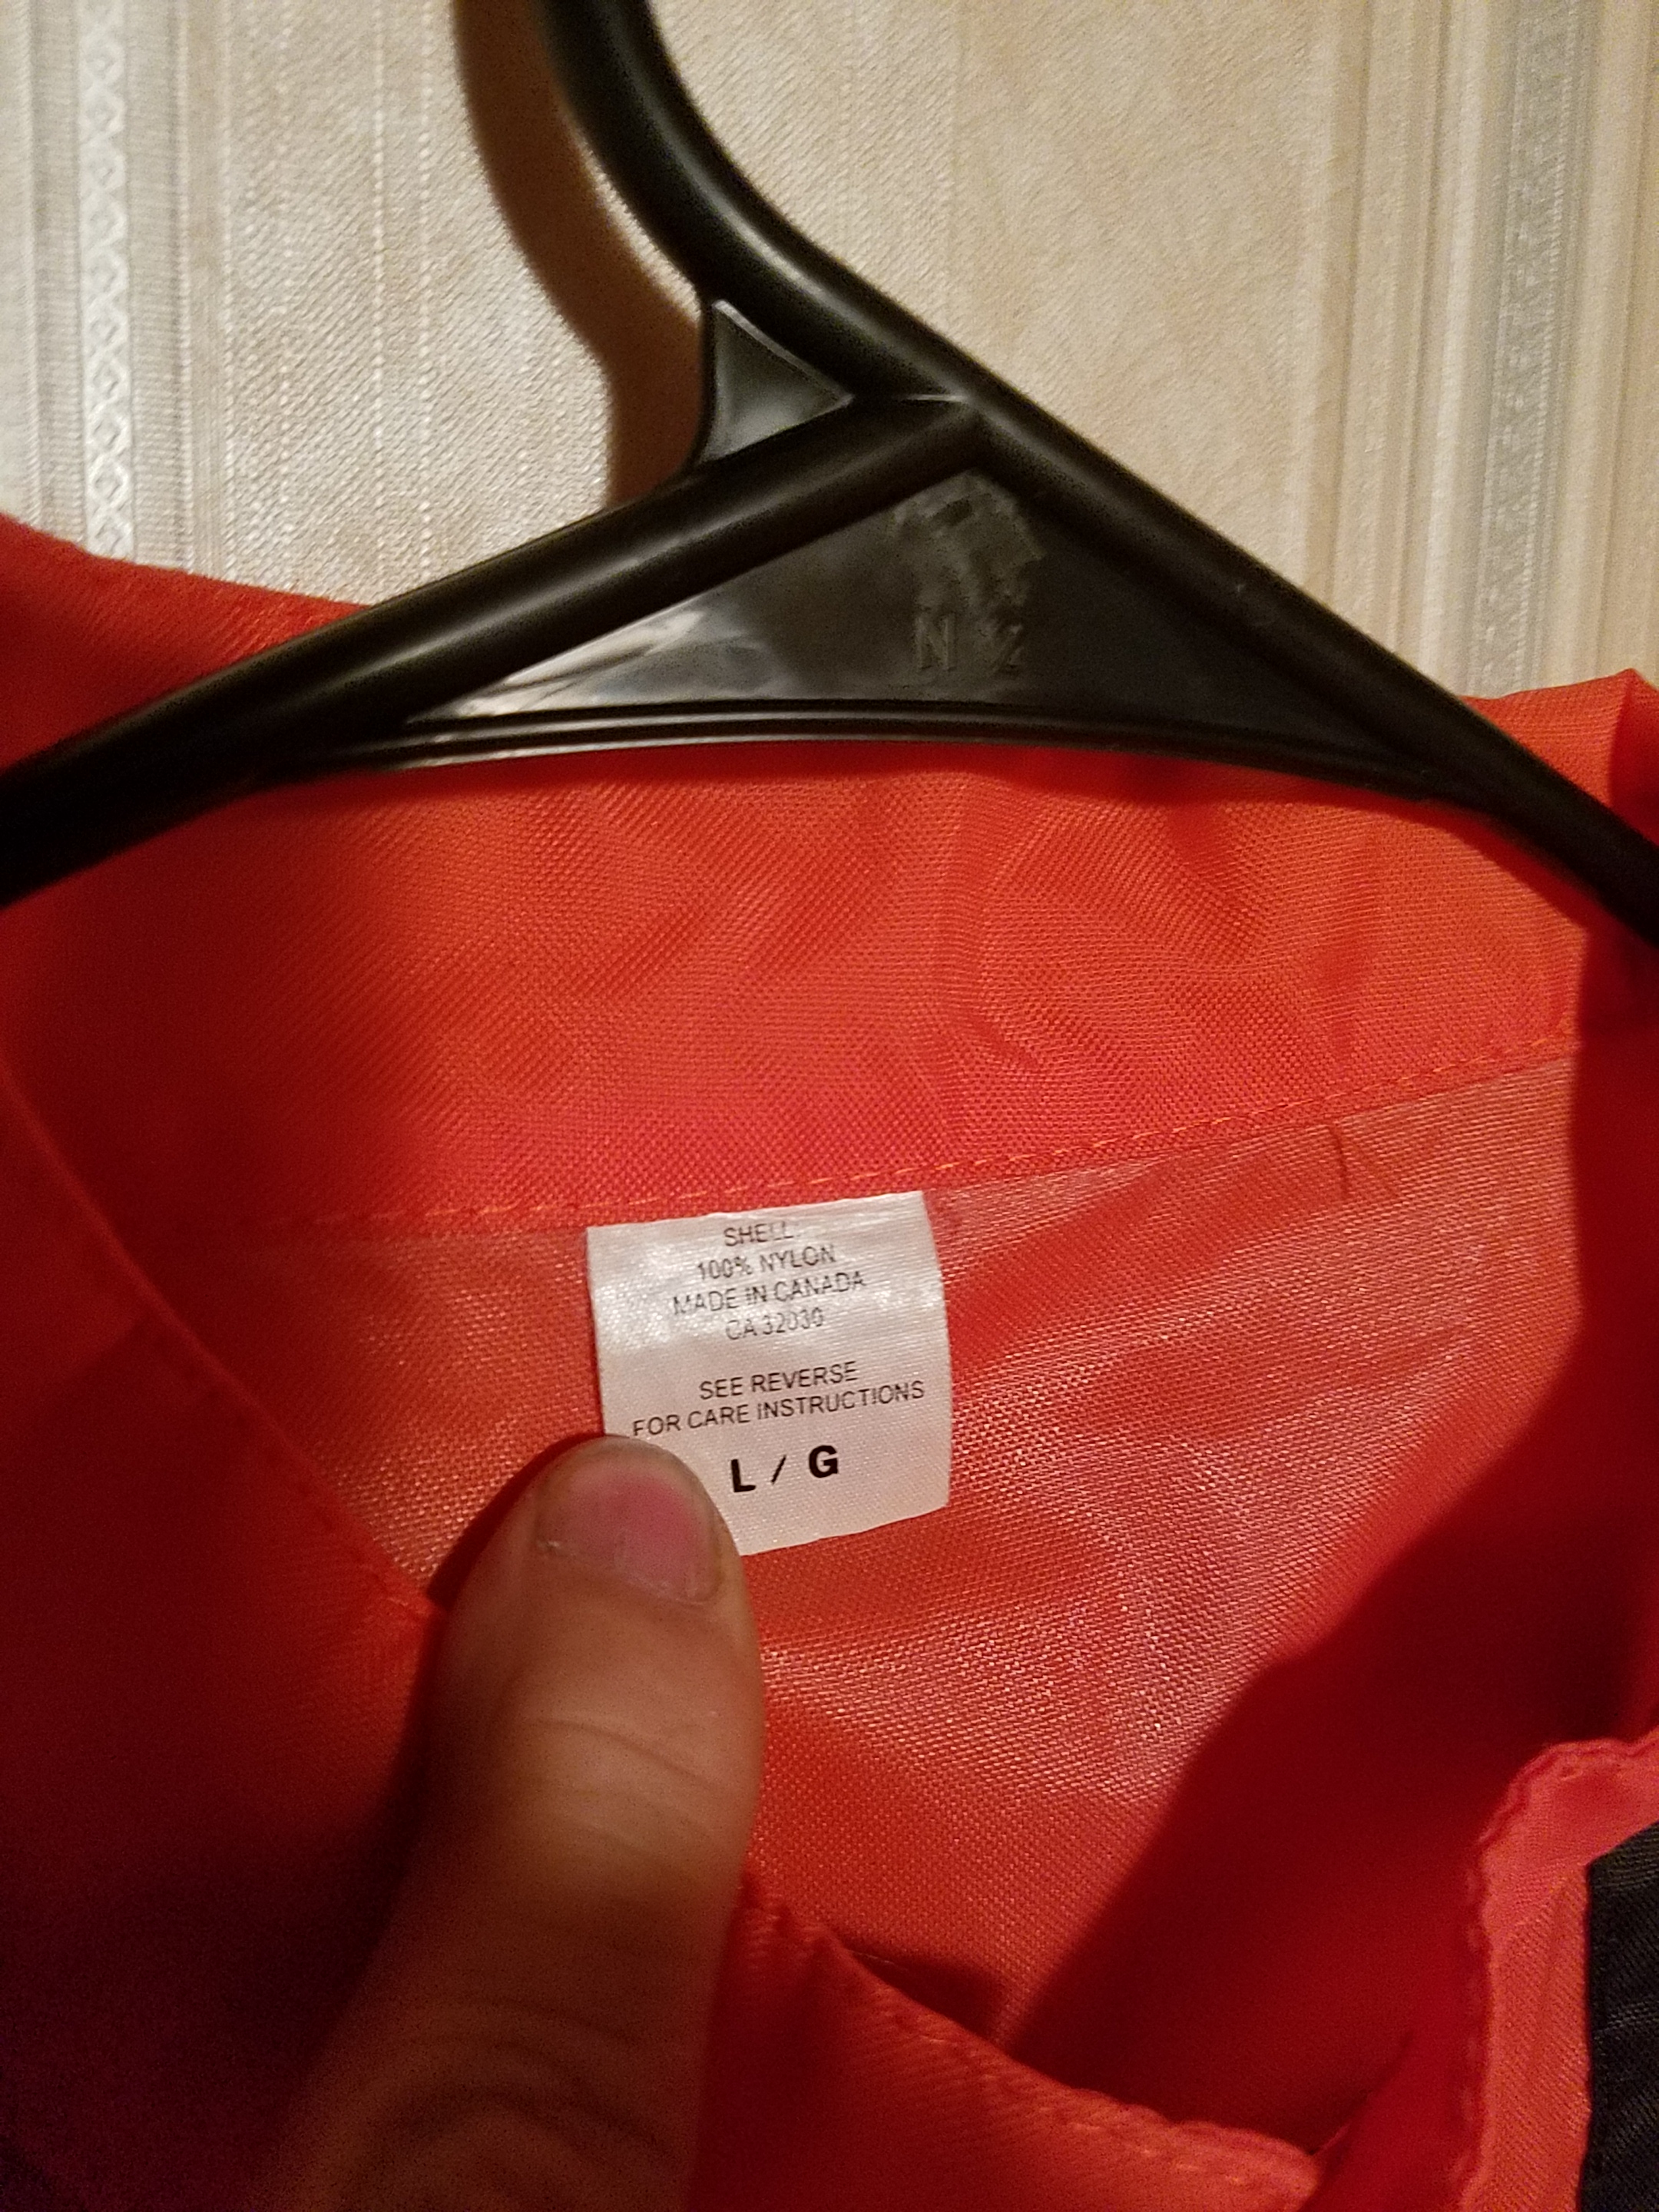 SHELL:
100% NYLON
MADE IN CANADA
CA 32030
SEE REVERSE
FOR CARE INSTRUCTIONS
L / G